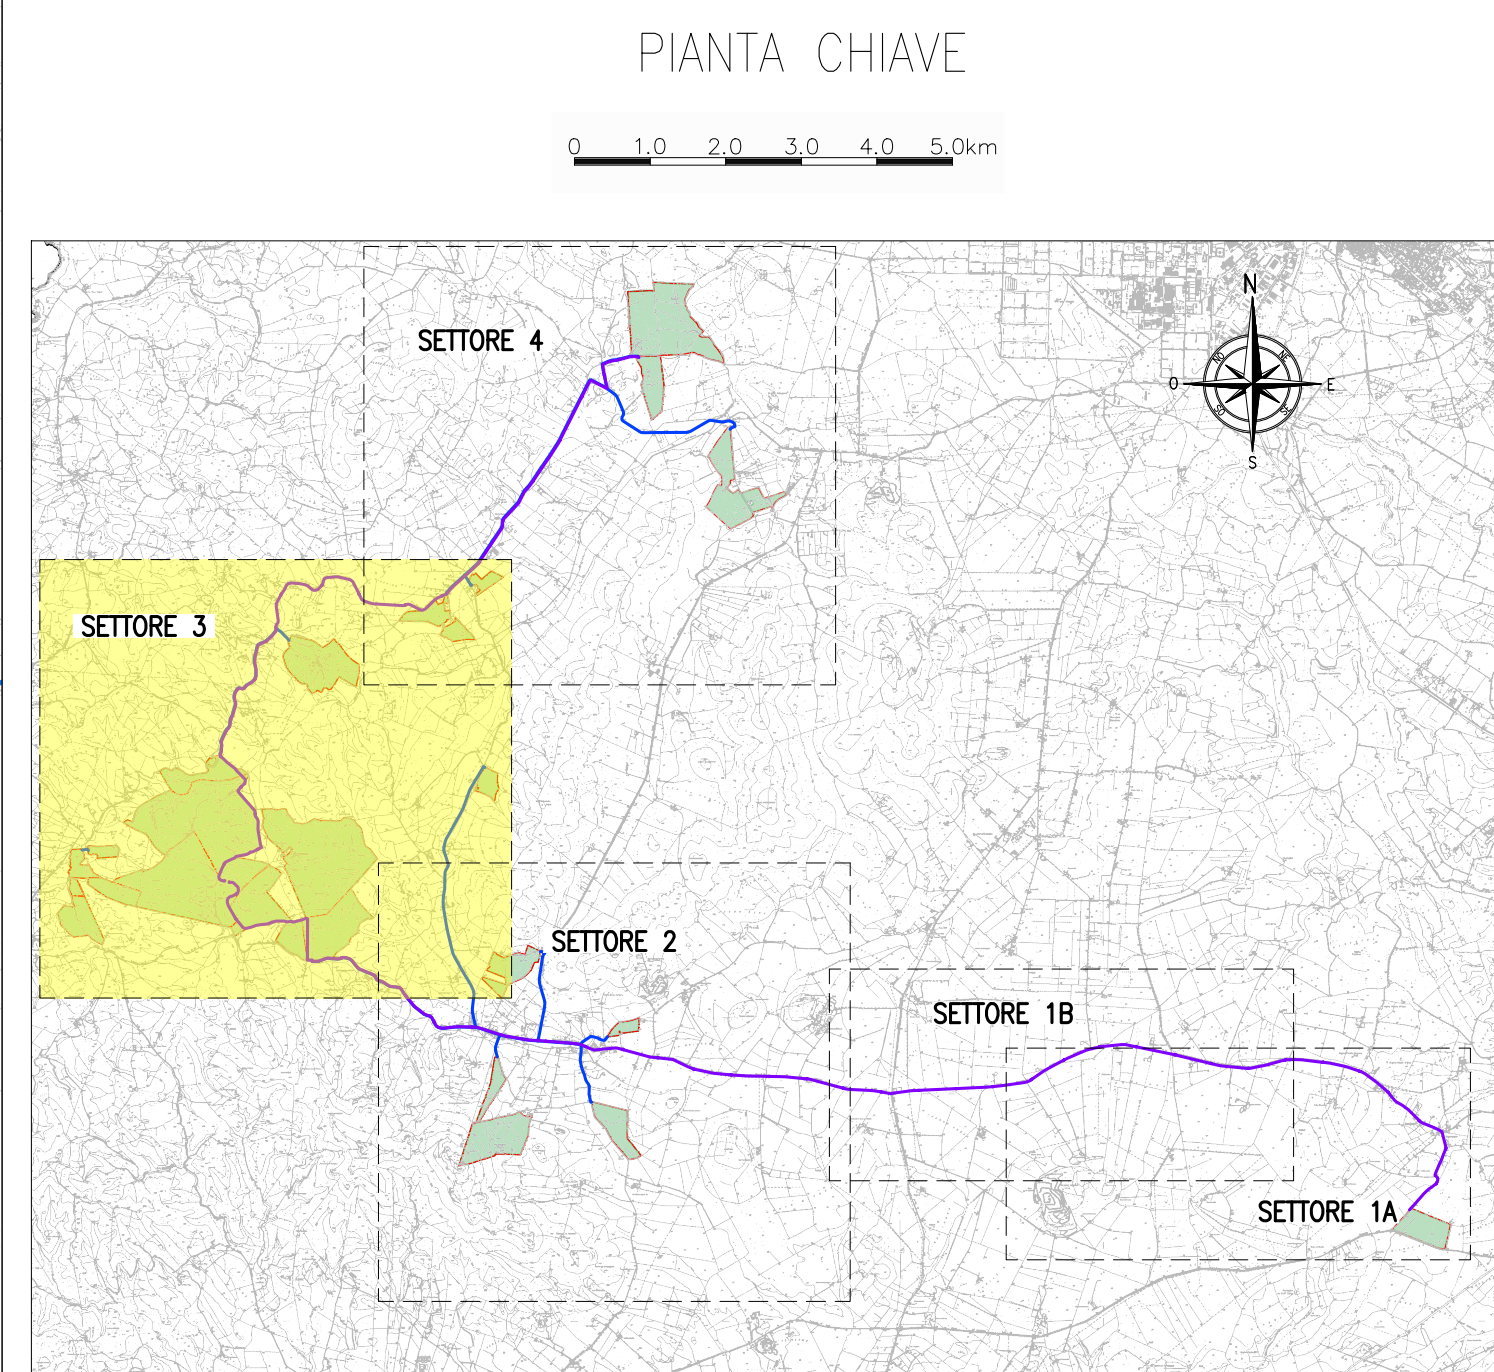 PIANTA CHIAVE
0 1.0 2.0 3.0 4.0 5.0km
N
NO NE
O E
SO SE
S
SETTORE 4
SETTORE 3
SETTORE 2
SETTORE 1B
SETTORE 1A